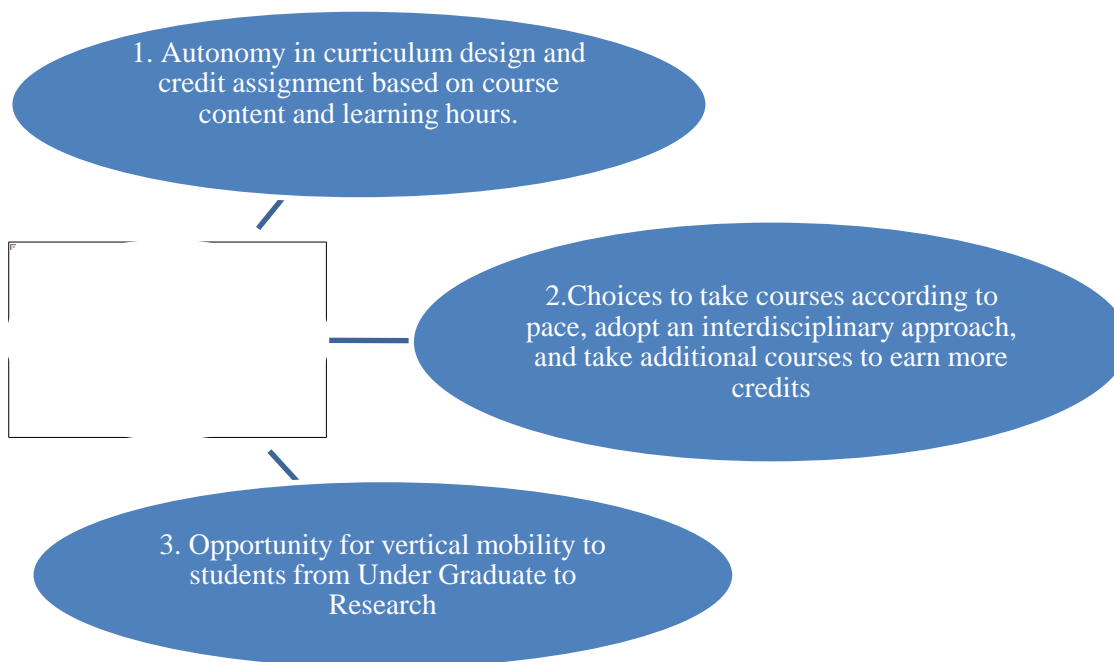 1. Autonomy in curriculum design and
credit assignment based on course
content and learning hours.
2.Choices to take courses according to
pace, adopt an interdisciplinary approach,
and take additional courses to earn more
credits
3. Opportunity for vertical mobility to
students from Under Graduate to
Research